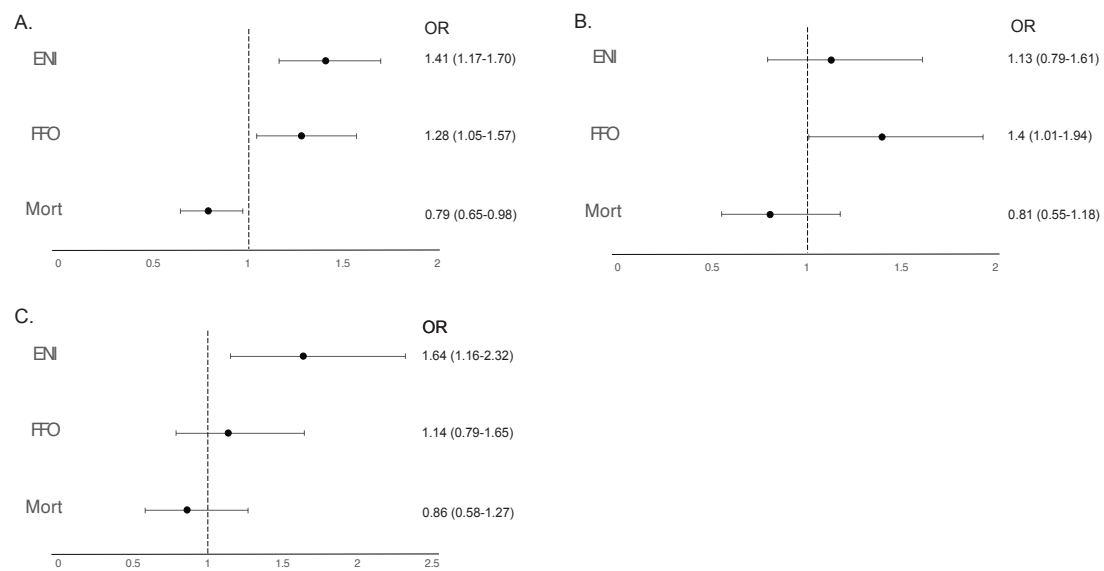 A.
OR
ENI
1.41 (1.17-1.70)
FFO
1.28 (1.05-1.57)
Mort
0.79 (0.65-0.98)
0 0.5 1 1.5 2
B.
OR
ENI
1.13 (0.79-1.61)
FFO
1.4 (1.01-1.94)
Mort
0.81 (0.55-1.18)
0 0.5 1 1.5 2
C.
OR
ENI
1.64 (1.16-2.32)
FFO
1.14 (0.79-1.65)
Mort
0.86 (0.58-1.27)
0 0.5 1 1.5 2 2.5